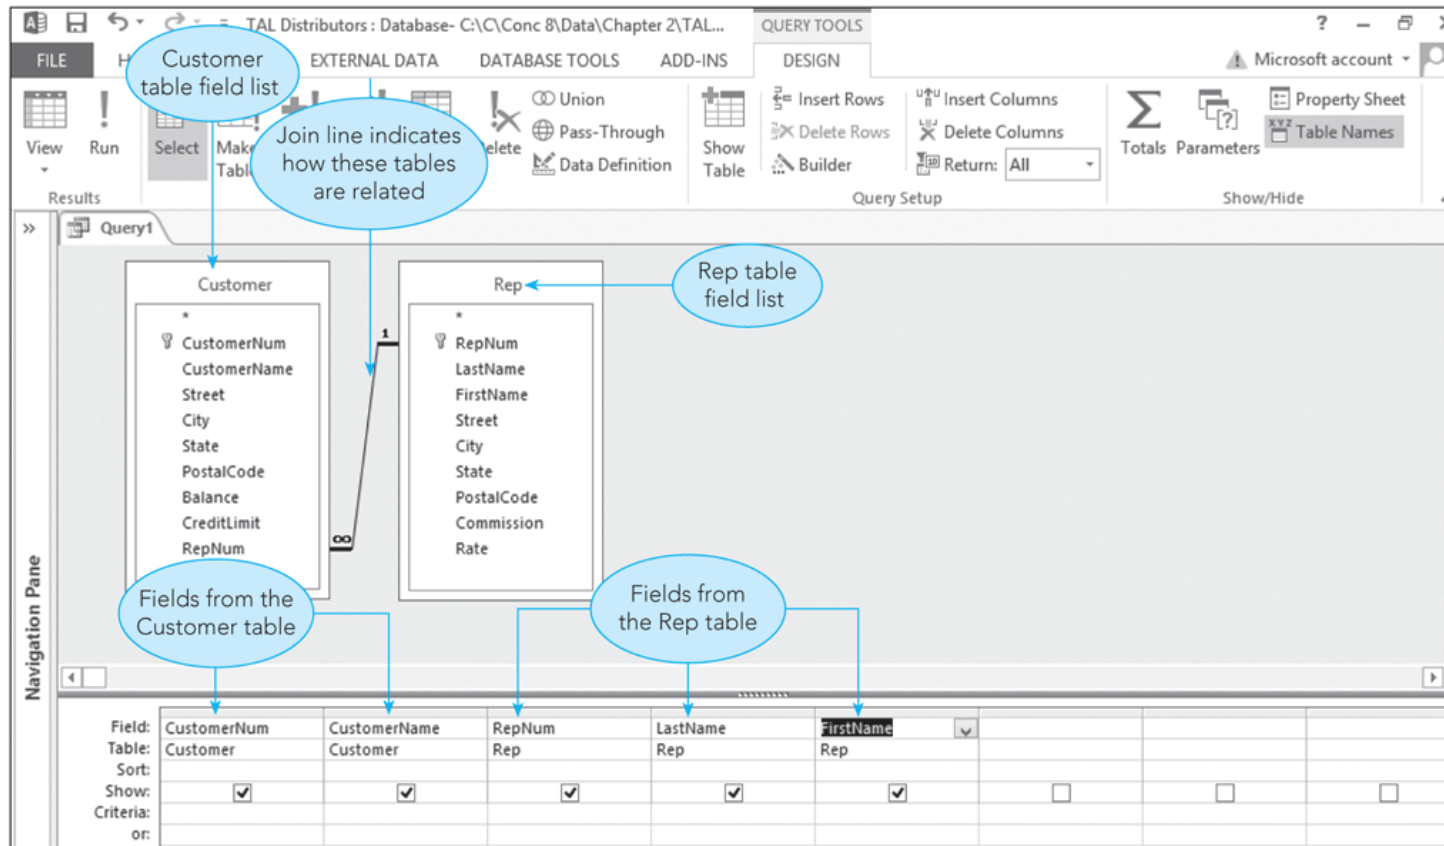 TAL Distributors : Database- C:\C\Conc 8\Data\Chapter 2\TAL...
QUERY TOOLS
?
FILE
H
EXTERNAL DATA
DATABASE TOOLS
ADD-INS
DESIGN
Microsoft account
Customer
table field list
View
Run
Select
Make
Table
Join line indicates
how these tables
are related
elete
Union
Pass-Through
Data Definition
Show
Table
Insert Rows
Delete Rows
Builder
Insert Columns
Delete Columns
Return: All
Totals
Parameters
Property Sheet
XYZ
Table Names
Results
Query Setup
Show/Hide
»
Query1
Customer
*
CustomerNum
CustomerName
Street
City
State
PostalCode
Balance
CreditLimit
RepNum
1
∞
Rep
*
RepNum
LastName
FirstName
Street
City
State
PostalCode
Commission
Rate
Rep table
field list
Fields from the
Customer table
Fields from
the Rep table
Navigation Pane
Field: CustomerNum CustomerName RepNum LastName FirstName
Table: Customer Customer Rep Rep Rep
Sort:
Show:
Criteria:
or: